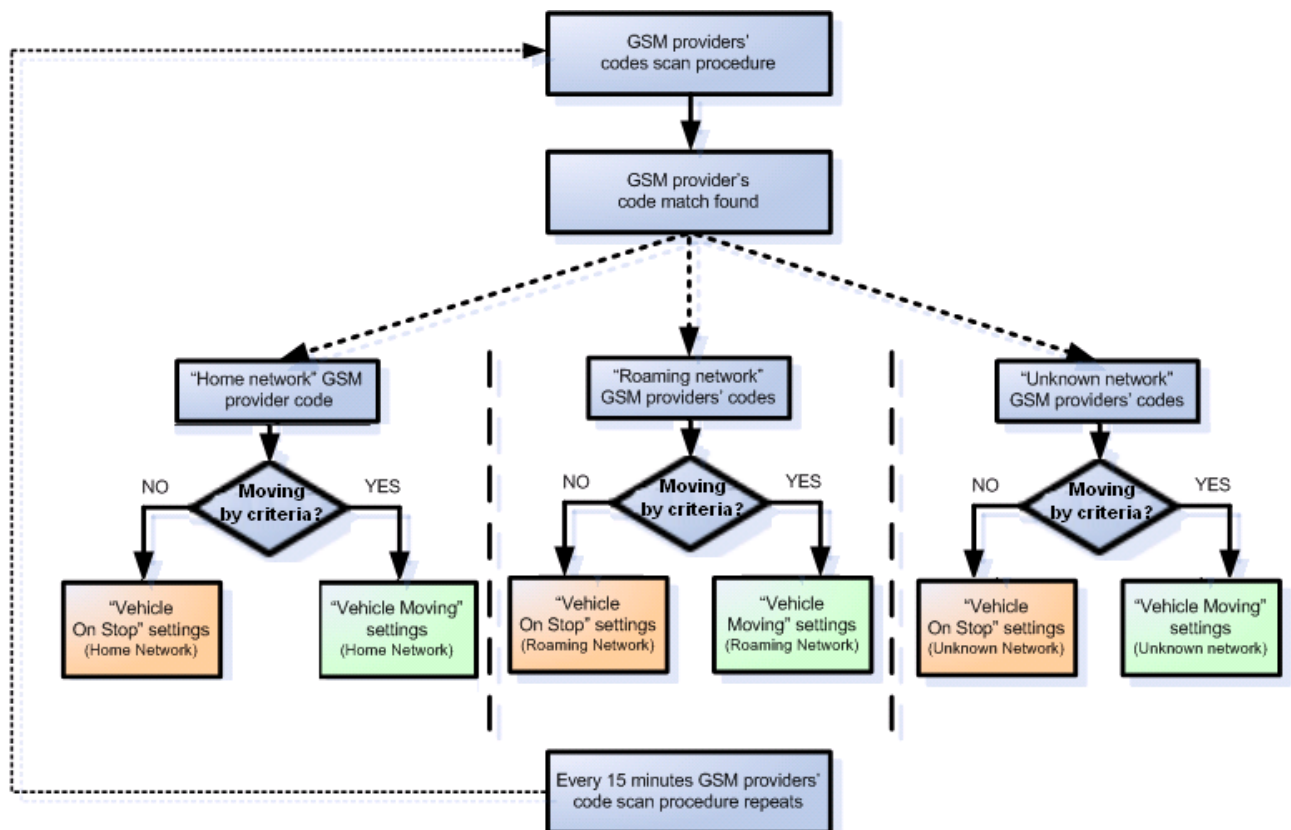 GSM providers'
codes scan procedure
GSM provider's
code match found
“Home network” GSM
provider code
“Roaming network”
GSM providers' codes
“Unknown network”
GSM providers' codes
NO
Moving
by criteria?
YES
NO
Moving
by criteria?
YES
NO
Moving
by criteria?
YES
“Vehicle
On Stop” settings
(Home Network)
“Vehicle Moving”
settings
(Home Network)
“Vehicle
On Stop” settings
(Roaming Network)
“Vehicle
Moving” settings
(Roaming Network)
“Vehicle
On Stop” settings
(Unknown Network)
“Vehicle Moving”
settings
(Unknown network)
Every 15 minutes GSM providers'
code scan procedure repeats